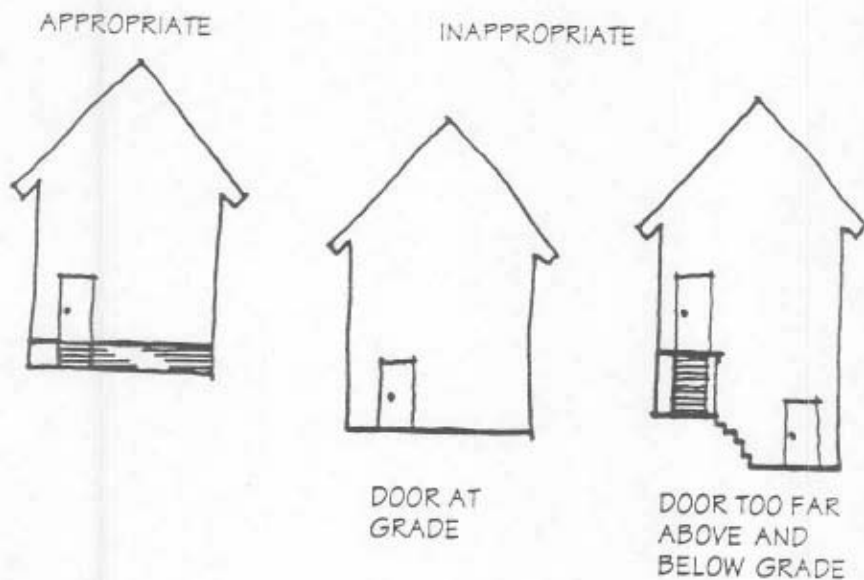 APPROPRIATE
INAPPROPRIATE
DOOR AT
GRADE
DOOR TOO FAR
ABOVE AND
BELOW GRADE